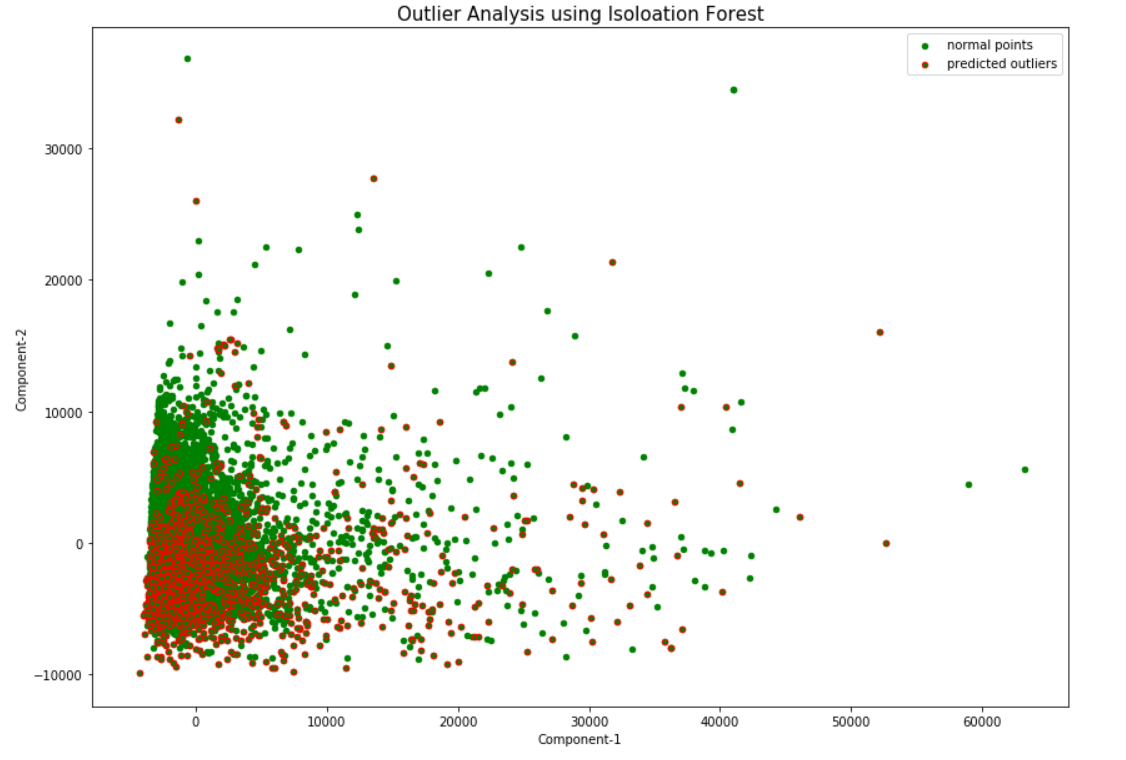 Outlier Analysis using Isoloation Forest
normal points
predicted outliers
30000
20000
10000
0
−10000
Component-2
0 10000 20000 30000 40000 50000 60000
Component-1